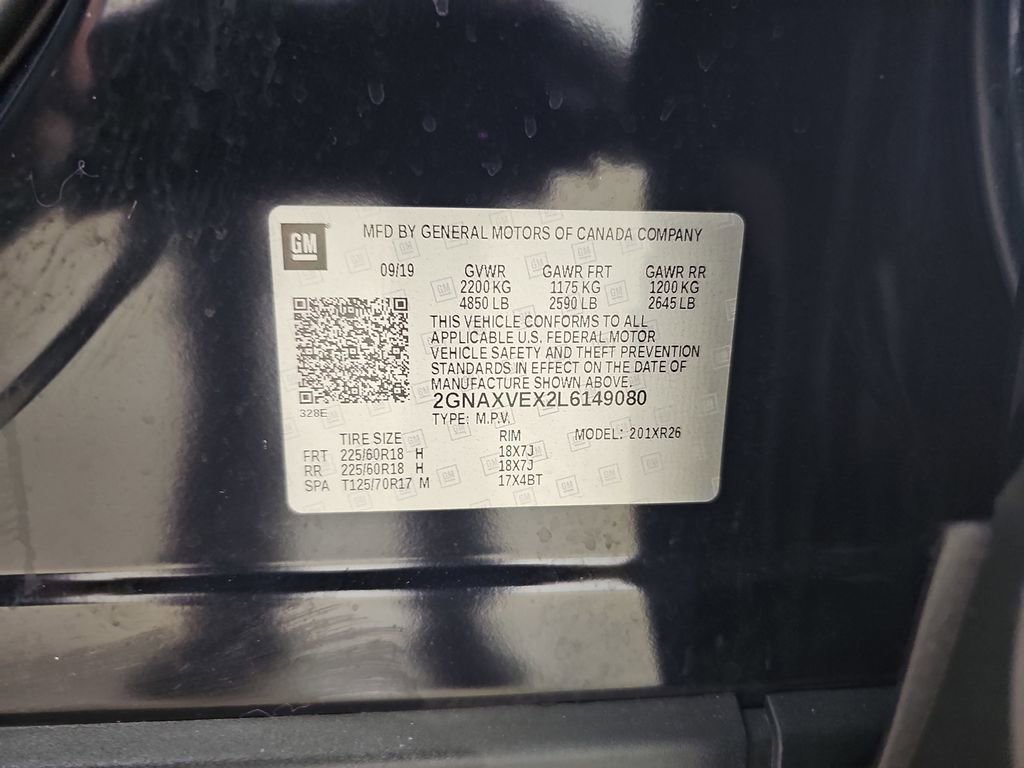 GM
MFD BY GENERAL MOTORS OF CANADA COMPANY
09/19 GVWR GAWR FRT GAWR RR
2200 KG 1175 KG 1200 KG
4850 LB 2590 LB 2645 LB
THIS VEHICLE CONFORMS TO ALL
APPLICABLE U.S. FEDERAL MOTOR
VEHICLE SAFETY AND THEFT PREVENTION
STANDARDS IN EFFECT ON THE DATE OF
MANUFACTURE SHOWN ABOVE.
2GNAXVEX2L6149080
328E
TYPE: M.P.V.
TIRE SIZE RIM MODEL: 201XR26
FRT 225/60R18 H 18X7J
RR 225/60R18 H 18X7J
SPA T125/70R17 M 17X4BT